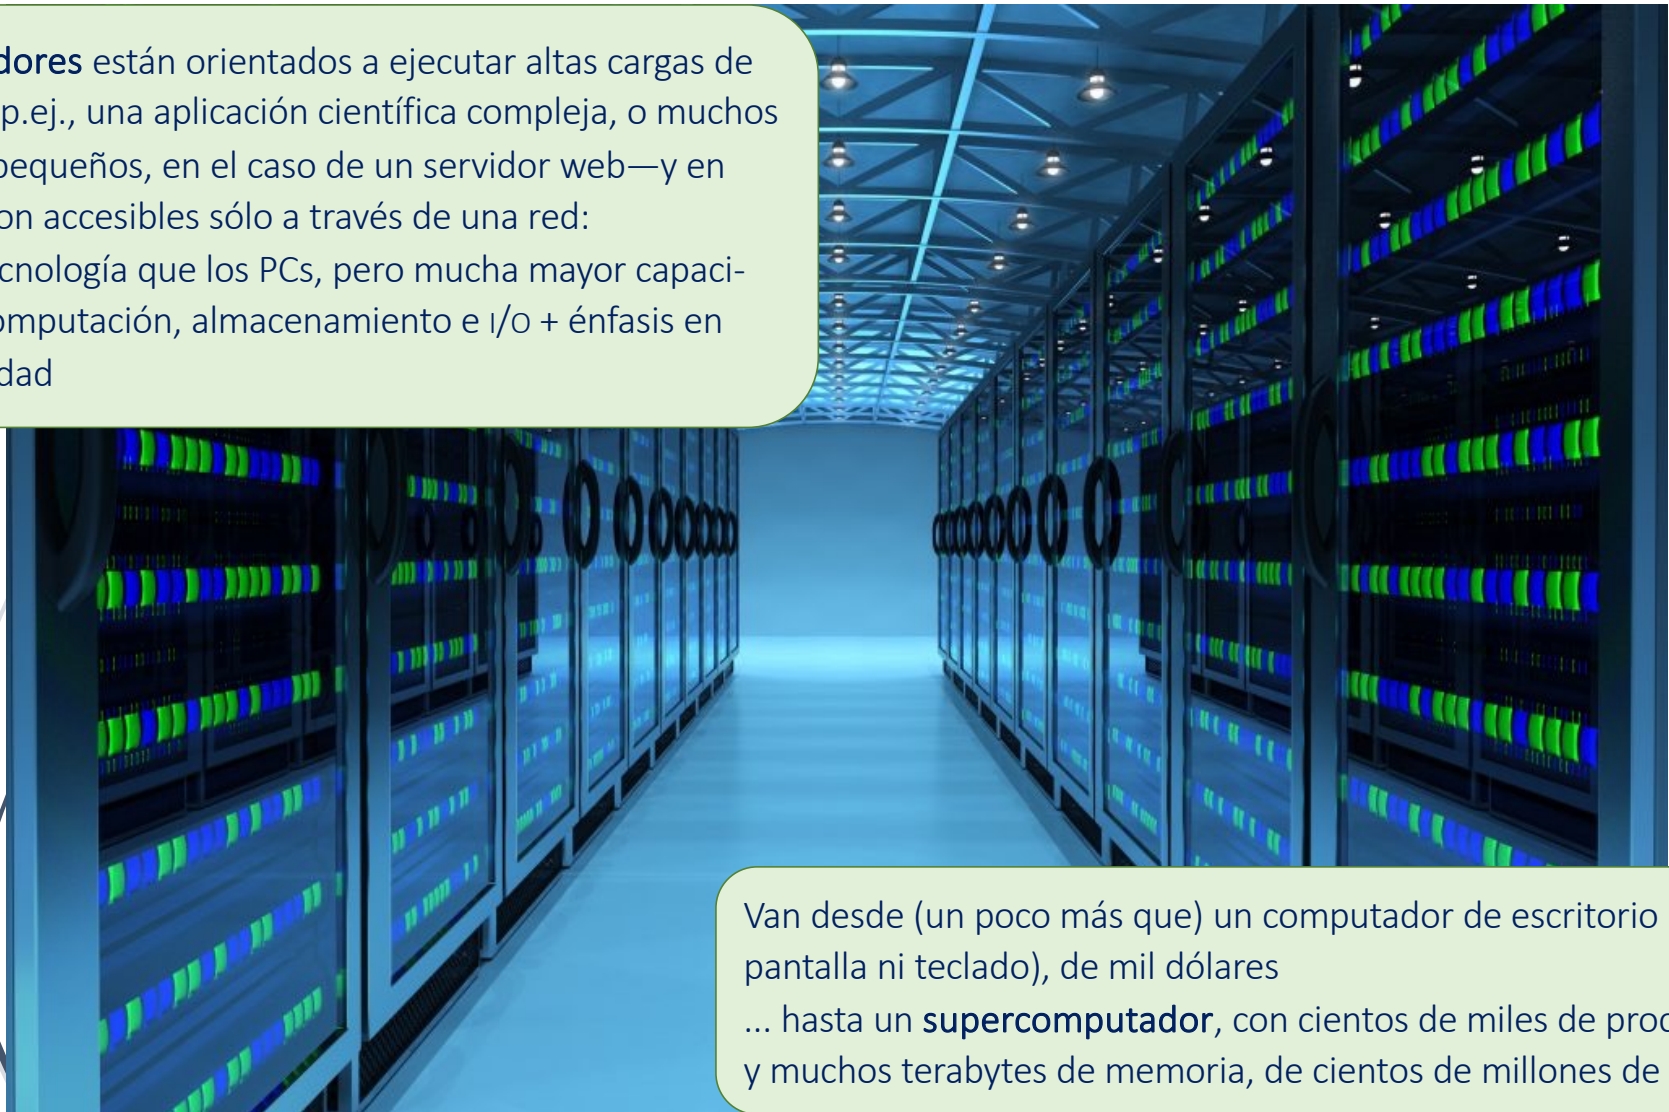 dores están orientados a ejecutar altas cargas de
p.ej., una aplicación científica compleja, o muchos
pequeños, en el caso de un servidor web—y en
on accesibles sólo a través de una red:
cnología que los PCs, pero mucha mayor capaci-
omputación, almacenamiento e I/O + énfasis en
dad
Van desde (un poco más que) un computador de escritorio
pantalla ni teclado), de mil dólares
... hasta un supercomputador, con cientos de miles de proc
y muchos terabytes de memoria, de cientos de millones de